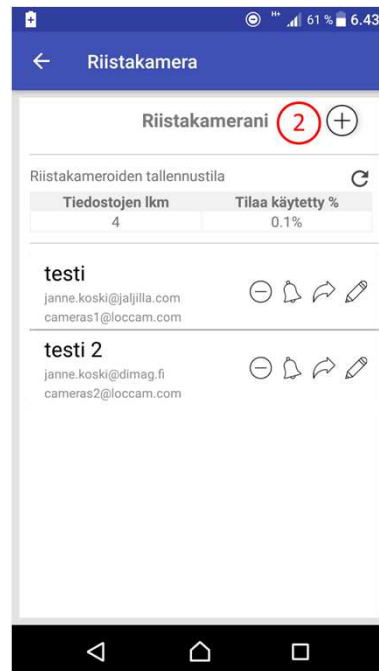 H+ 61 % 6.43
Riistakamera
Riistakamerani 2
Riistakameroiden tallennustila
Tiedostojen lkm Tilaa käytetty %
4 0.1%
testi
janne.koski@jaljilla.com
cameras1@loccam.com
testi 2
janne.koski@dimag.fi
cameras2@loccam.com